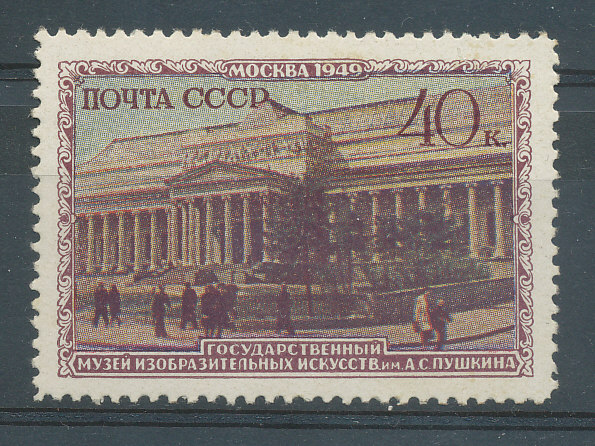 МОСКВА 1949
ПОЧТА СССР
40 К.
ГОСУДАРСТВЕННЫЙ
МУЗЕЙ ИЗОБРАЗИТЕЛЬНЫХ ИСКУССТВ ИМ. А.С. ПУШКИНА